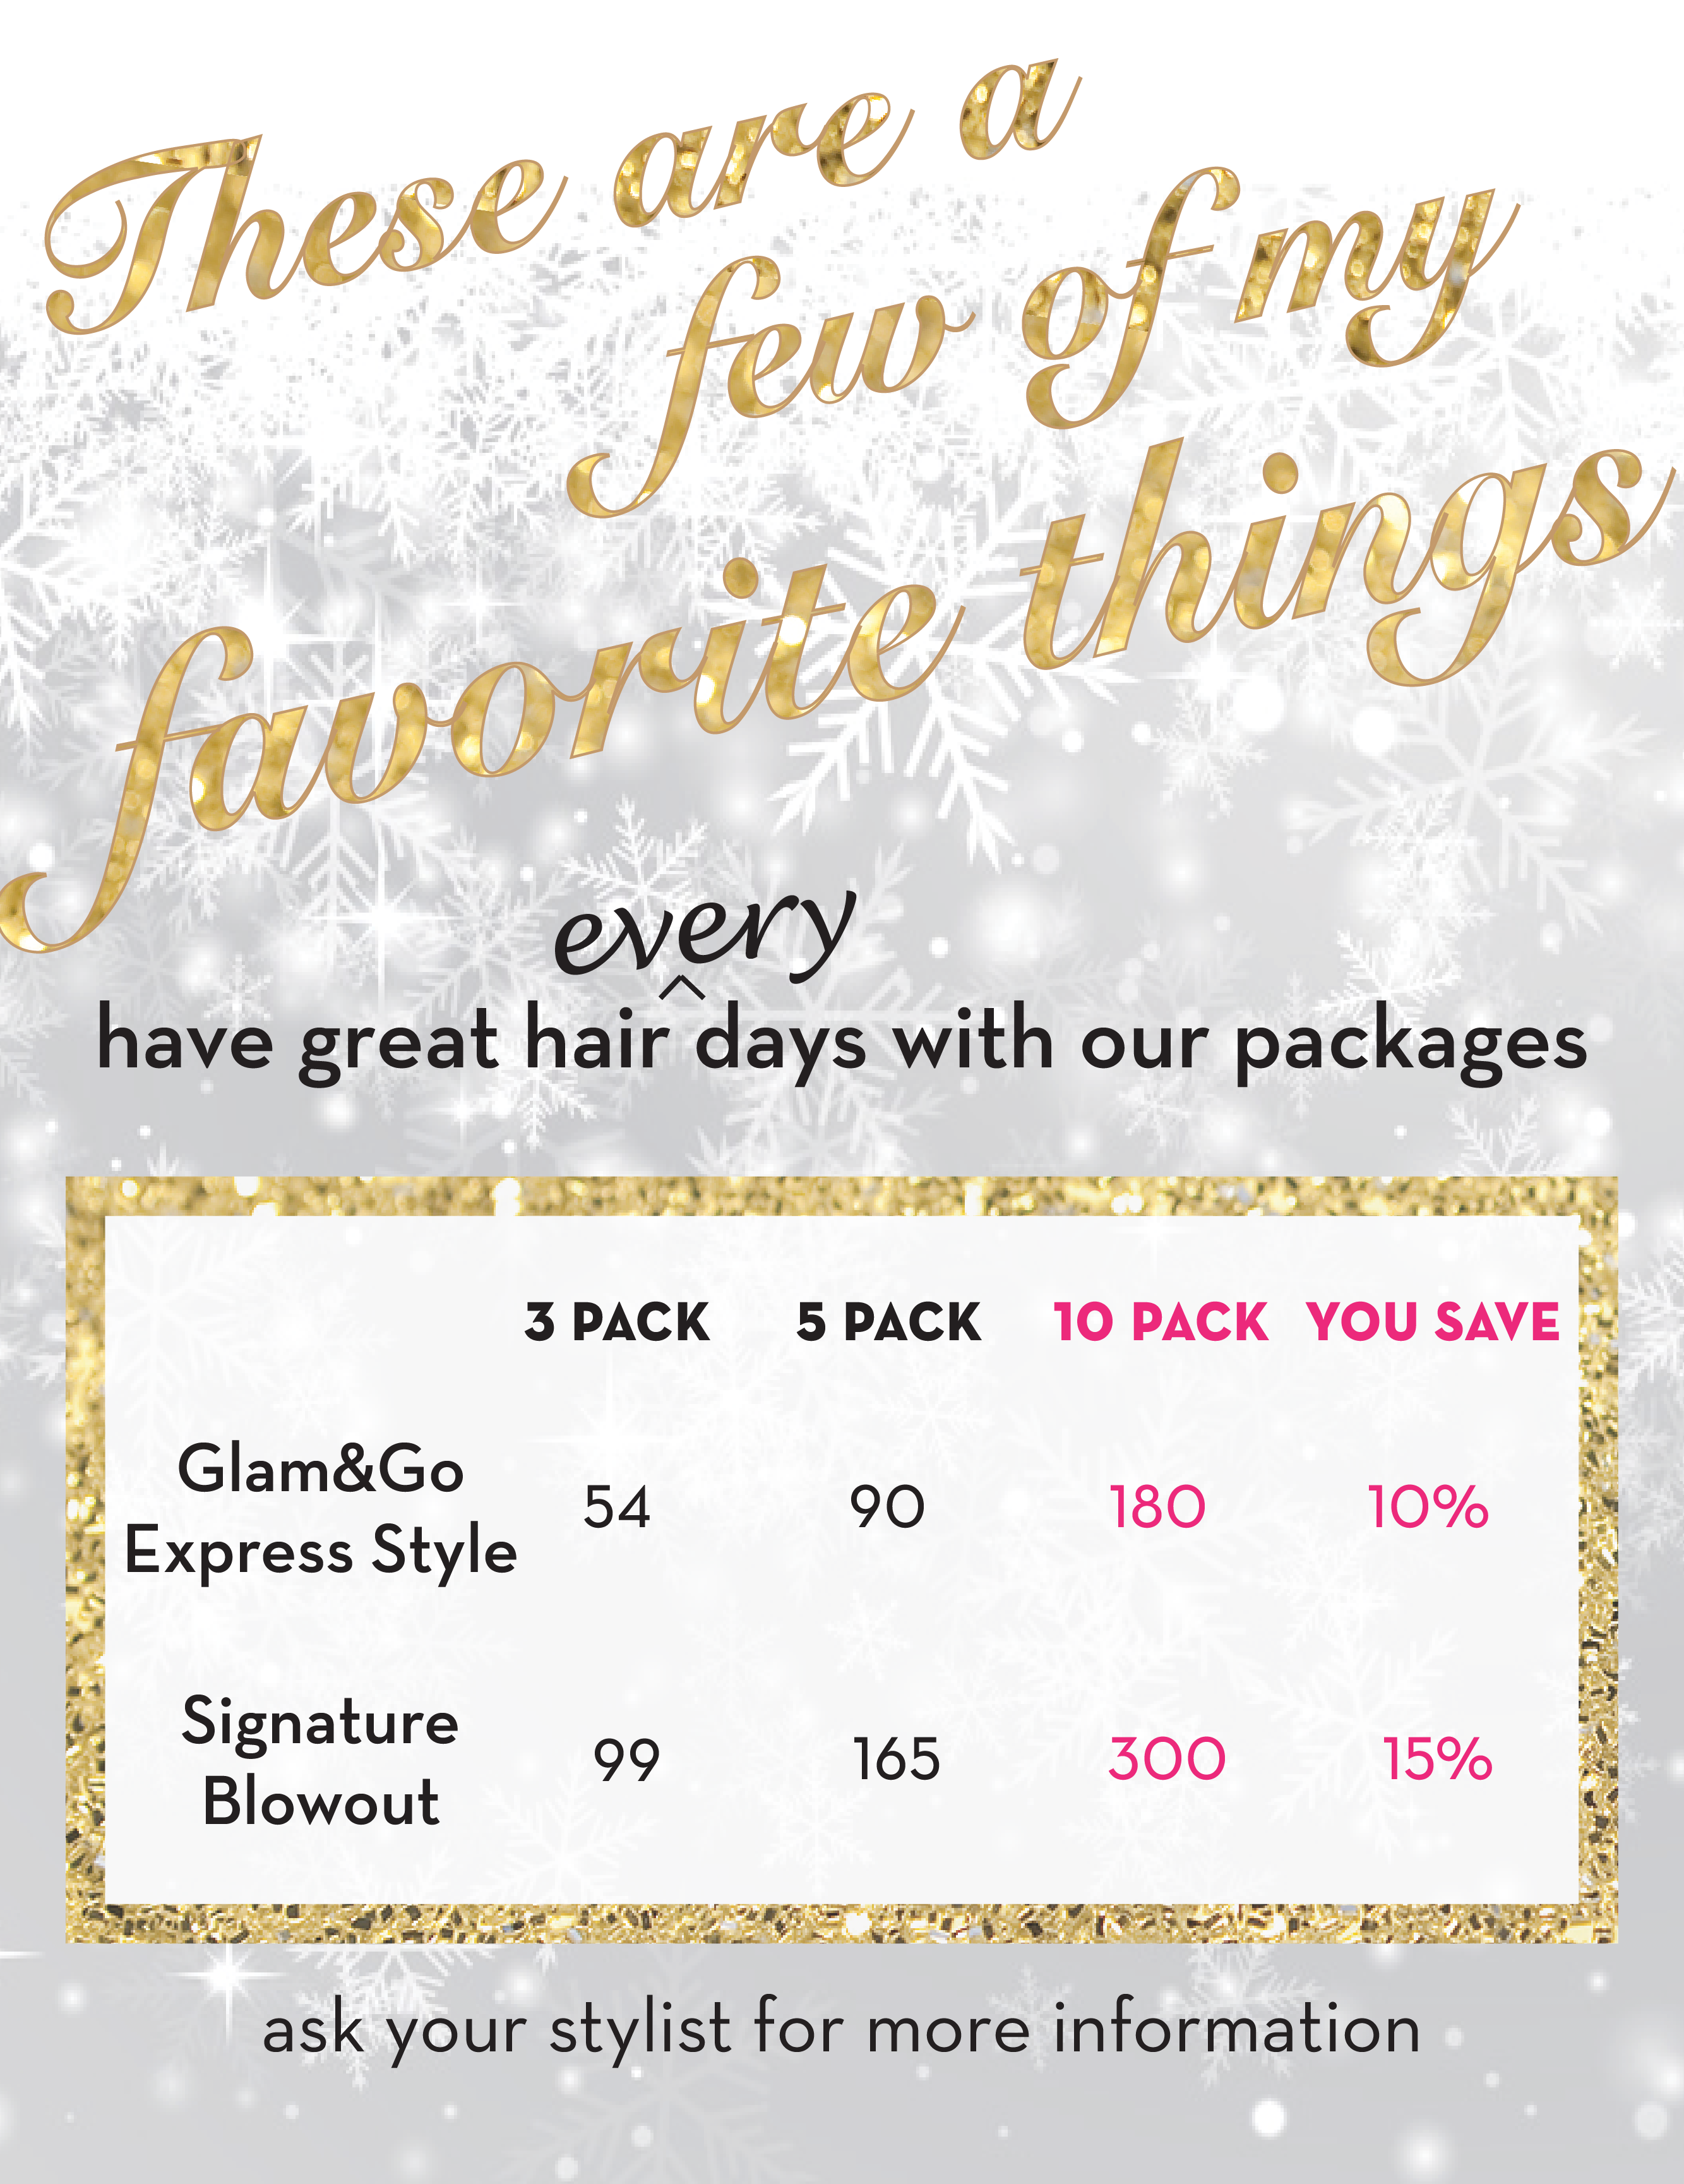 These are a
few of my
favorite things
every
^
have great hair days with our packages
3 PACK 5 PACK 10 PACK YOU SAVE
Glam&Go
Express Style
54 90 180 10%
Signature
Blowout
99 165 300 15%
ask your stylist for more information